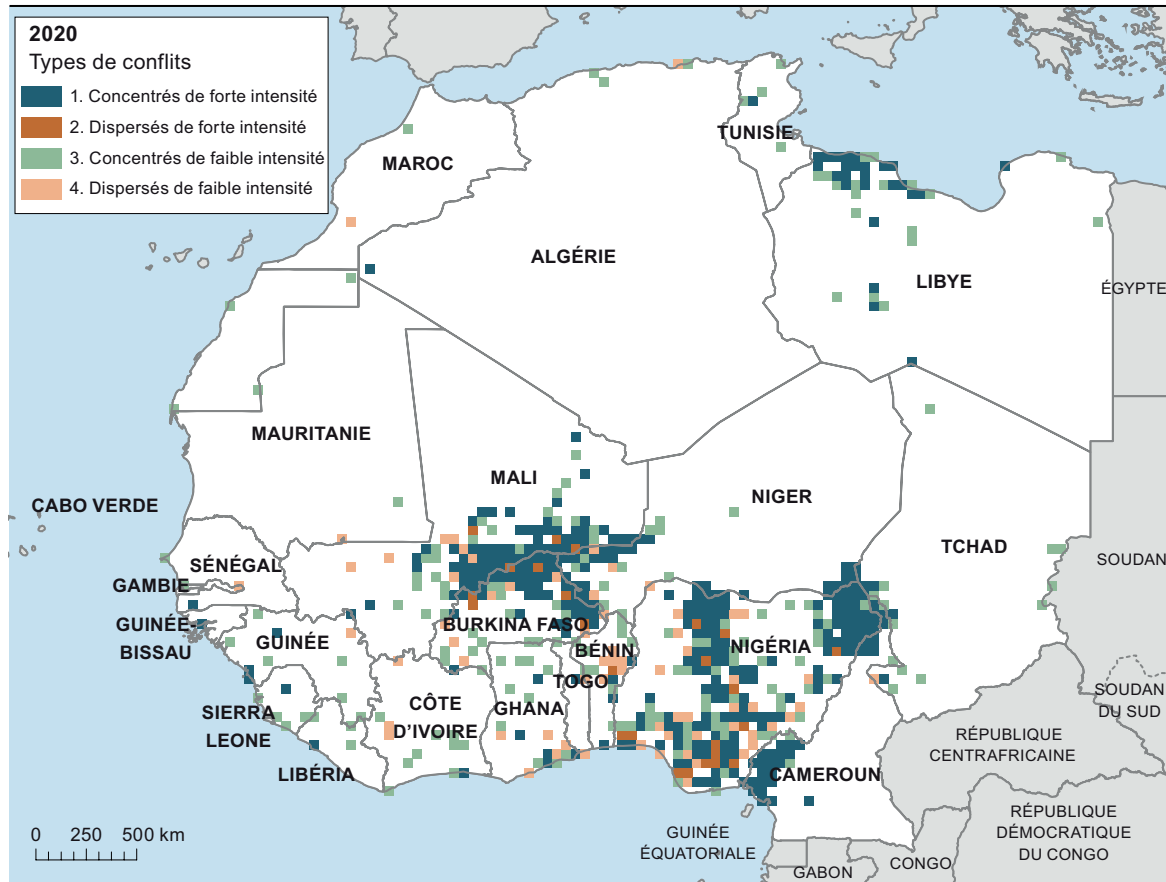 2020
Types de conflits
1. Concentrés de forte intensité
2. Dispersés de forte intensité
3. Concentrés de faible intensité
4. Dispersés de faible intensité
TUNISIE
MAROC
ALGÉRIE
LIBYE
ÉGYPTE
MAURITANIE
MALI
NIGER
CABO VERDE
TCHAD
SOUDAN
SÉNÉGAL
GAMBIE
GUINÉE-
BISSAU
GUINÉE
BURKINA FASO
BÉNIN
NIGÉRIA
TOGO
CÔTE
D'IVOIRE
GHANA
SIERRA
LEONE
SOUDAN
DU SUD
RÉPUBLIQUE
CENTRAFRICAINE
LIBÉRIA
CAMEROUN
0 250 500 km
GUINÉE
ÉQUATORIALE
GABON
CONGO
RÉPUBLIQUE
DÉMOCRATIQUE
DU CONGO